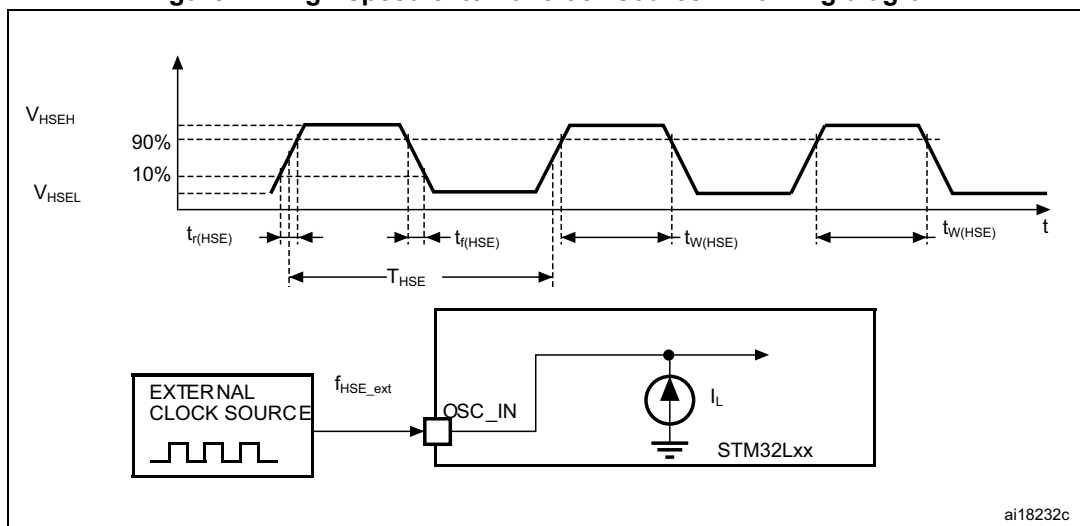 V_HSEH
90%
10%
V_HSEL
t_r(HSE)
t_f(HSE)
t_W(HSE)
t_W(HSE)
t
T_HSE
EXTERNAL
CLOCK SOURCE
f_HSE_ext
OSC_IN
I_L
STM32Lxx
ai18232c